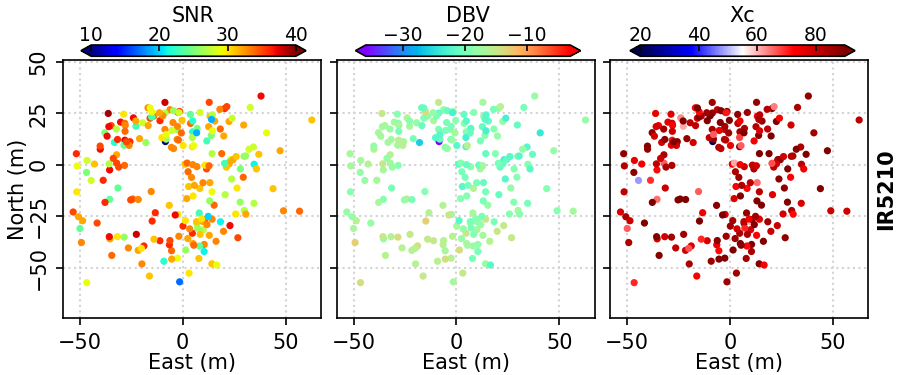 SNR DBV Xc
10 20 30 40 −30 −20 −10 20 40 60 80
50
25
0
−25
−50
North (m)
−50 0 50 −50 0 50 −50 0 50
East (m) East (m) East (m)
IR5210